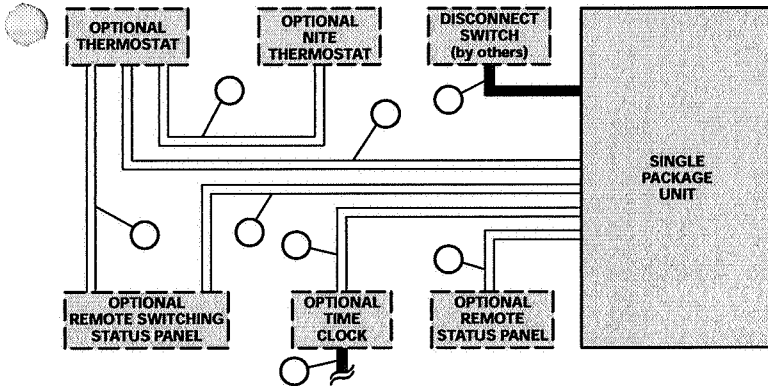 OPTIONAL
THERMOSTAT
OPTIONAL
NITE
THERMOSTAT
DISCONNECT
SWITCH
(by others)
SINGLE
PACKAGE
UNIT
OPTIONAL
REMOTE SWITCHING
STATUS PANEL
OPTIONAL
TIME
CLOCK
OPTIONAL
REMOTE
STATUS PANEL